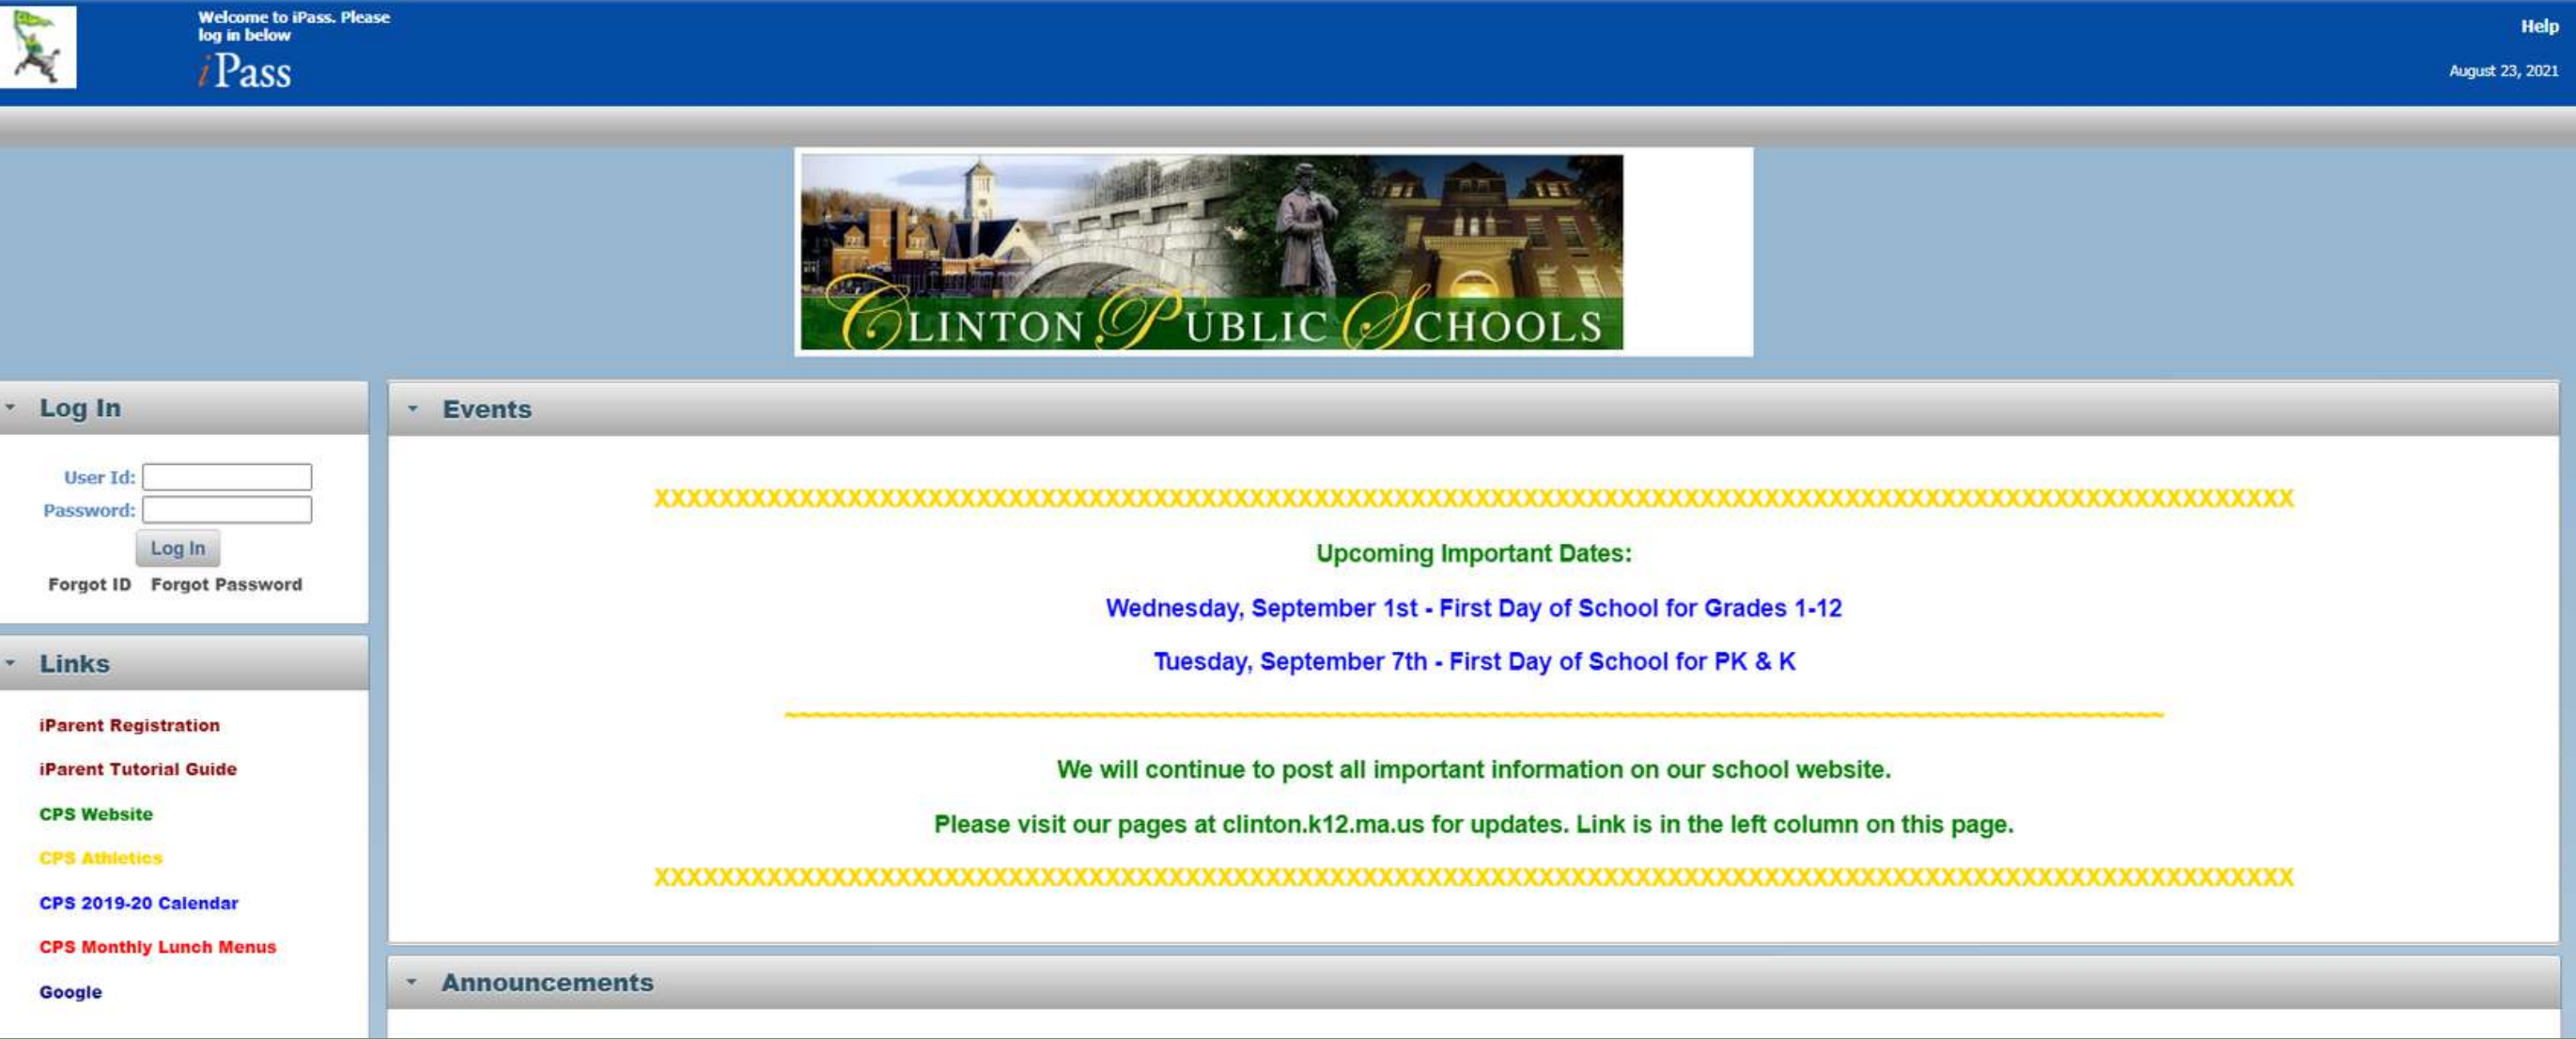 Welcome to iPass. Please
log in below
iPass
Help
August 23, 2021
CLINTON PUBLIC SCHOOLS
Log In
User Id:
Password:
Log In
Forgot ID Forgot Password
Links
iParent Registration
iParent Tutorial Guide
CPS Website
CPS Athletics
CPS 2019-20 Calendar
CPS Monthly Lunch Menus
Google
Events
XXXXXXXXXXXXXXXXXXXXXXXXXXXXXXXXXXXXXXXXXXXXXXXXXXXXXXXXXXXXXXXXXXXXXXXXXXXXXXXXXXXXXXXXXXXXXXXXXXXXXX
Upcoming Important Dates:
Wednesday, September 1st - First Day of School for Grades 1-12
Tuesday, September 7th - First Day of School for PK & K
~~~~~~~~~~~~~~~~~~~~~~~~~~~~~~~~~~~~~~~~~~~~~~~~~~~~~~~~~~~~~~~~~~~~~~~~~~~~~~~~~~~~~~~~~~~~~~~~~~
We will continue to post all important information on our school website.
Please visit our pages at clinton.k12.ma.us for updates. Link is in the left column on this page.
XXXXXXXXXXXXXXXXXXXXXXXXXXXXXXXXXXXXXXXXXXXXXXXXXXXXXXXXXXXXXXXXXXXXXXXXXXXXXXXXXXXXXXXXXXXXXXXXXXXXXX
Announcements